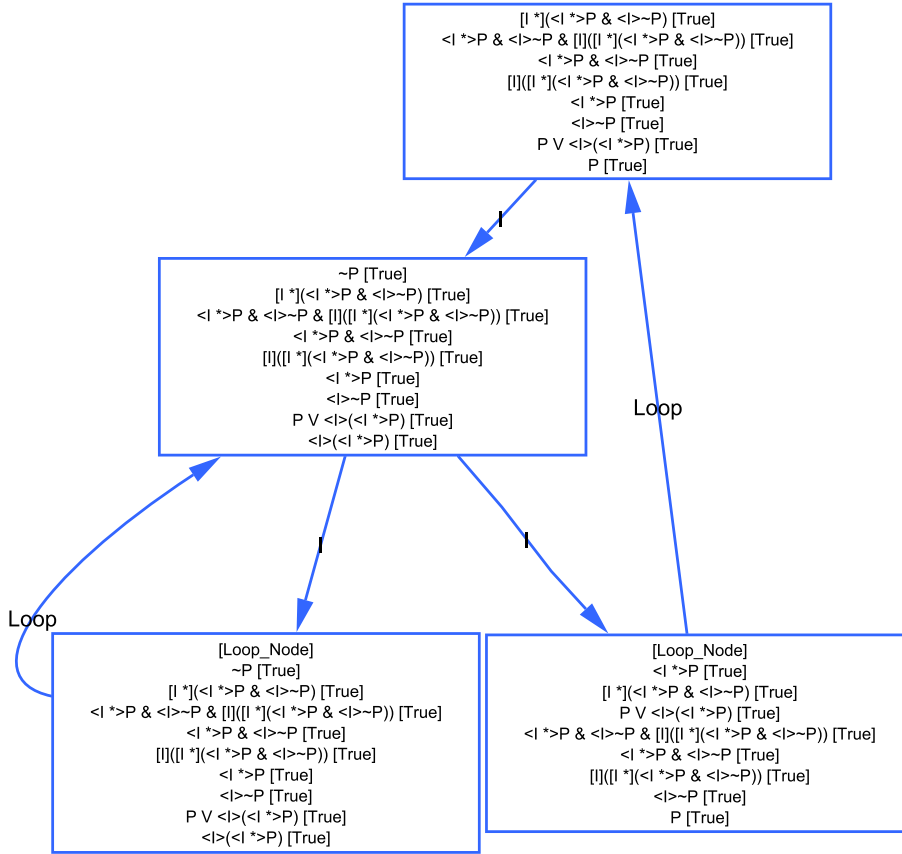 [I *](<I *>P & <I>~P) [True]
<I *>P & <I>~P & [I]([I *](<I *>P & <I>~P)) [True]
<I *>P & <I>~P [True]
[I]([I *](<I *>P & <I>~P)) [True]
<I *>P [True]
<I>~P [True]
P V <I>(<I *>P) [True]
P [True]
I
~P [True]
[I *](<I *>P & <I>~P) [True]
<I *>P & <I>~P & [I]([I *](<I *>P & <I>~P)) [True]
<I *>P & <I>~P [True]
[I]([I *](<I *>P & <I>~P)) [True]
<I *>P [True]
<I>~P [True]
P V <I>(<I *>P) [True]
<I>(<I *>P) [True]
Loop
I
I
Loop
[Loop_Node]
~P [True]
[I *](<I *>P & <I>~P) [True]
<I *>P & <I>~P & [I]([I *](<I *>P & <I>~P)) [True]
<I *>P & <I>~P [True]
[I]([I *](<I *>P & <I>~P)) [True]
<I *>P [True]
<I>~P [True]
P V <I>(<I *>P) [True]
<I>(<I *>P) [True]
[Loop_Node]
<I *>P [True]
[I *](<I *>P & <I>~P) [True]
P V <I>(<I *>P) [True]
<I *>P & <I>~P & [I]([I *](<I *>P & <I>~P)) [True]
<I *>P & <I>~P [True]
[I]([I *](<I *>P & <I>~P)) [True]
<I>~P [True]
P [True]